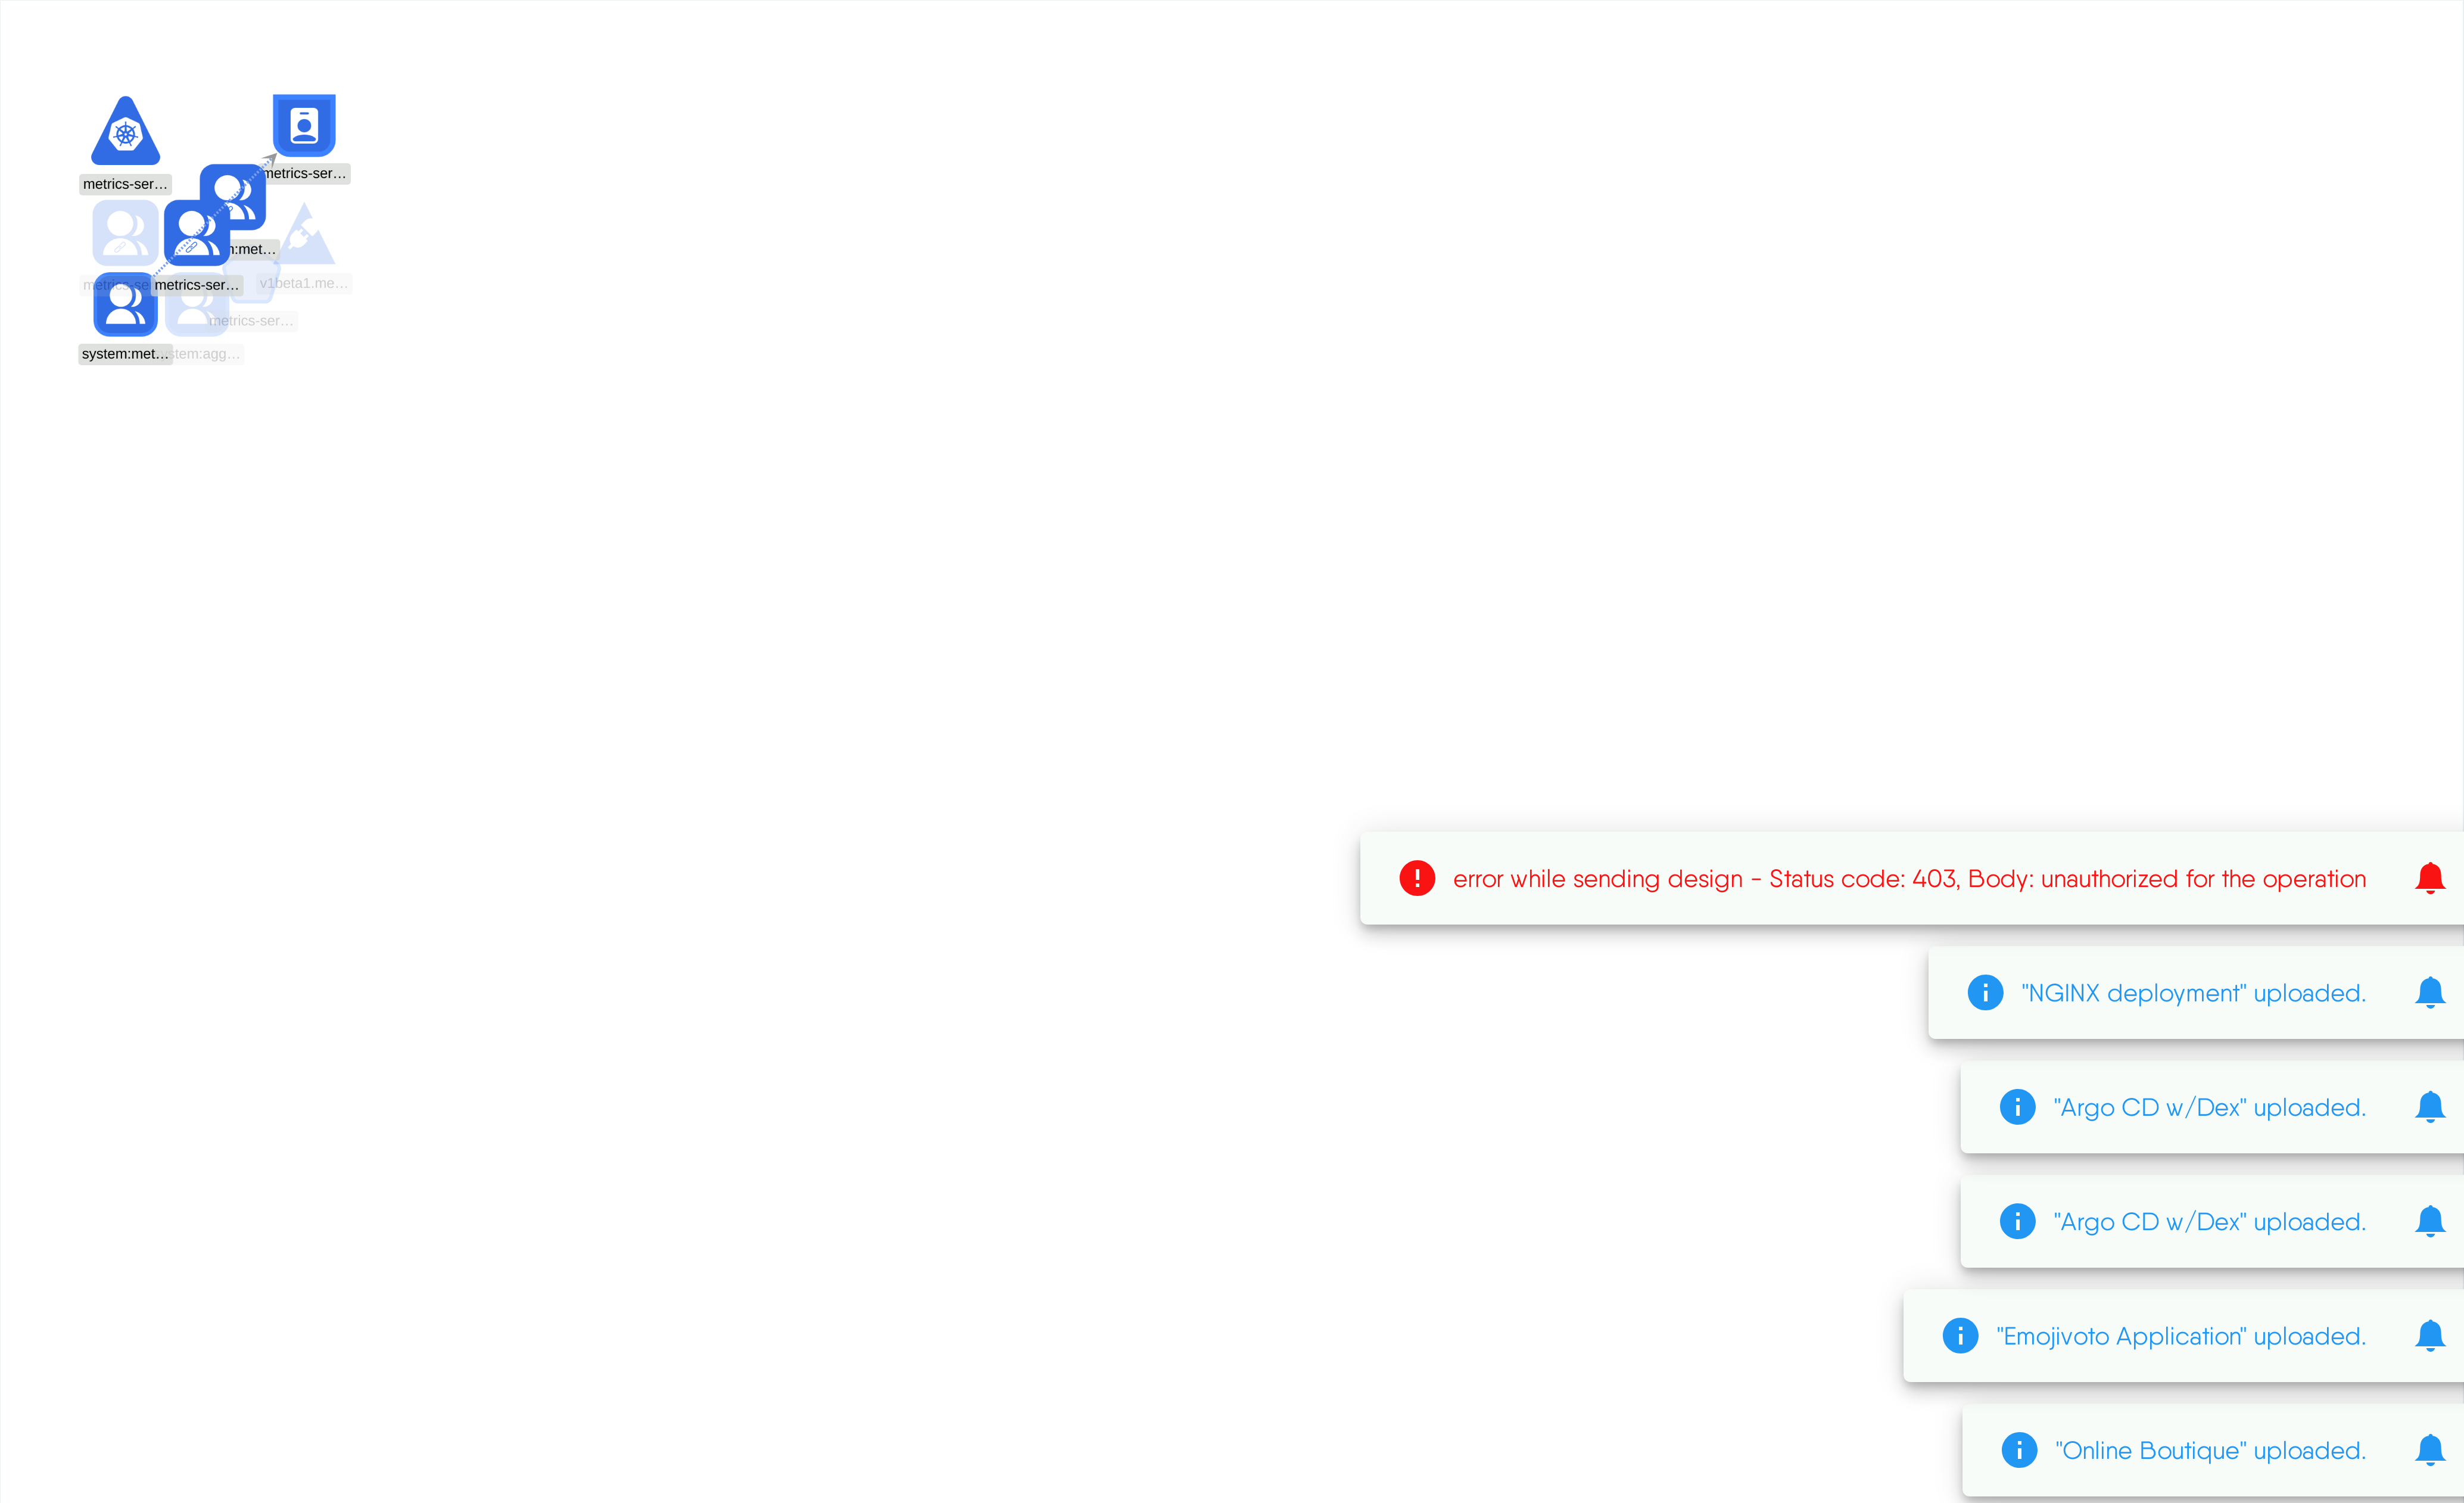 metrics-ser…
metrics-ser…
:met…
metrics-se
metrics-ser…
v1beta1.me…
metrics-ser…
system:met…
stem:agg…
error while sending design - Status code: 403, Body: unauthorized for the operation
"NGINX deployment" uploaded.
"Argo CD w/Dex" uploaded.
"Argo CD w/Dex" uploaded.
"Emojivoto Application" uploaded.
"Online Boutique" uploaded.